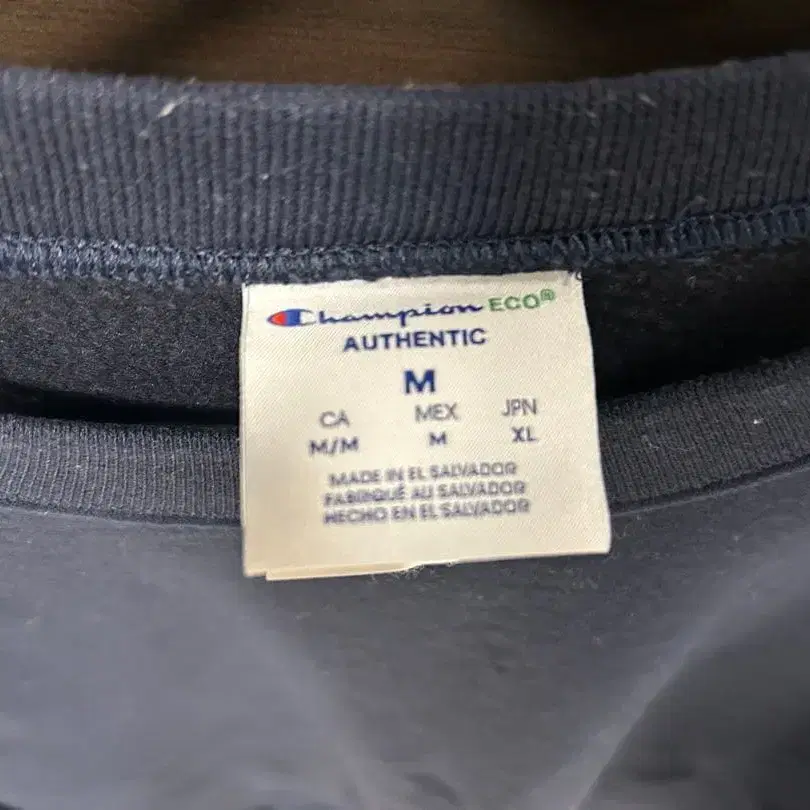 Champion ECO®
AUTHENTIC
M
CA MEX JPN
M/M M XL
MADE IN EL SALVADOR
FABRIQUÉ AU SALVADOR
HECHO EN EL SALVADOR